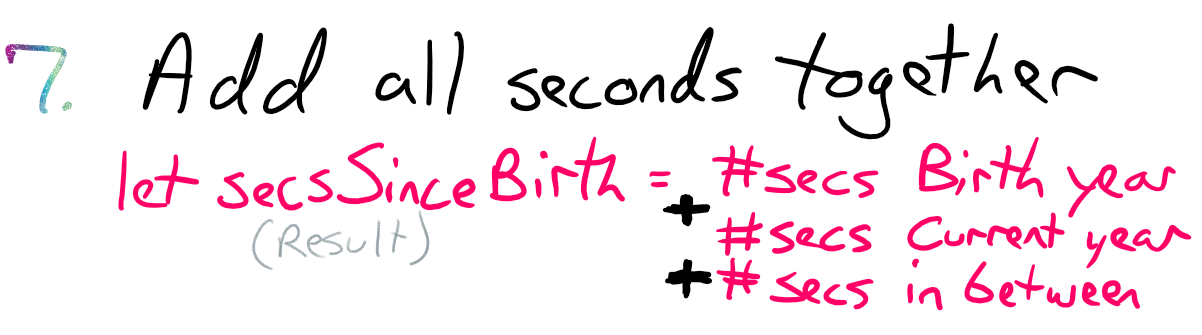 7. Add all seconds together
let secsSinceBirth = #secs Birth year
(Result)
+ #secs Current year
+ #secs in between